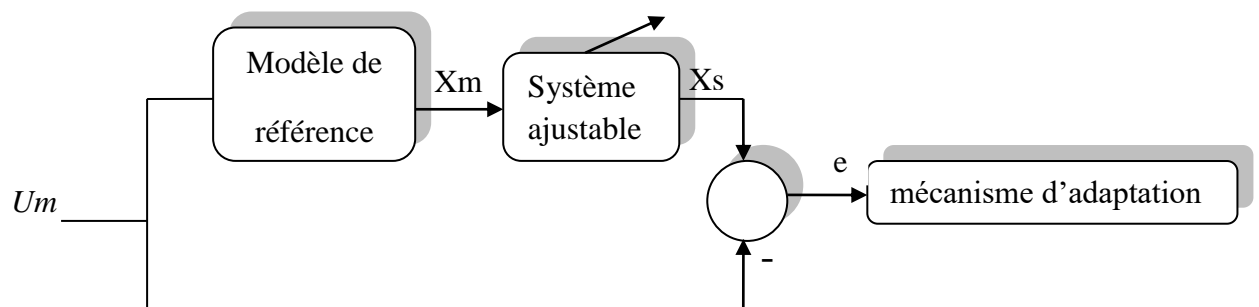 Modèle de
référence
Xm
Système
ajustable
Xs
Um
e
mécanisme d’adaptation
-